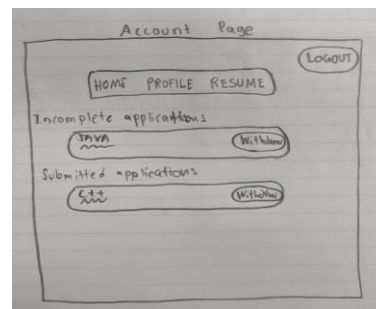 Account Page
LOGOUT
HOME PROFILE RESUME
Incomplete applications
JAVA Withdraw
Submitted applications
C++ Withdraw